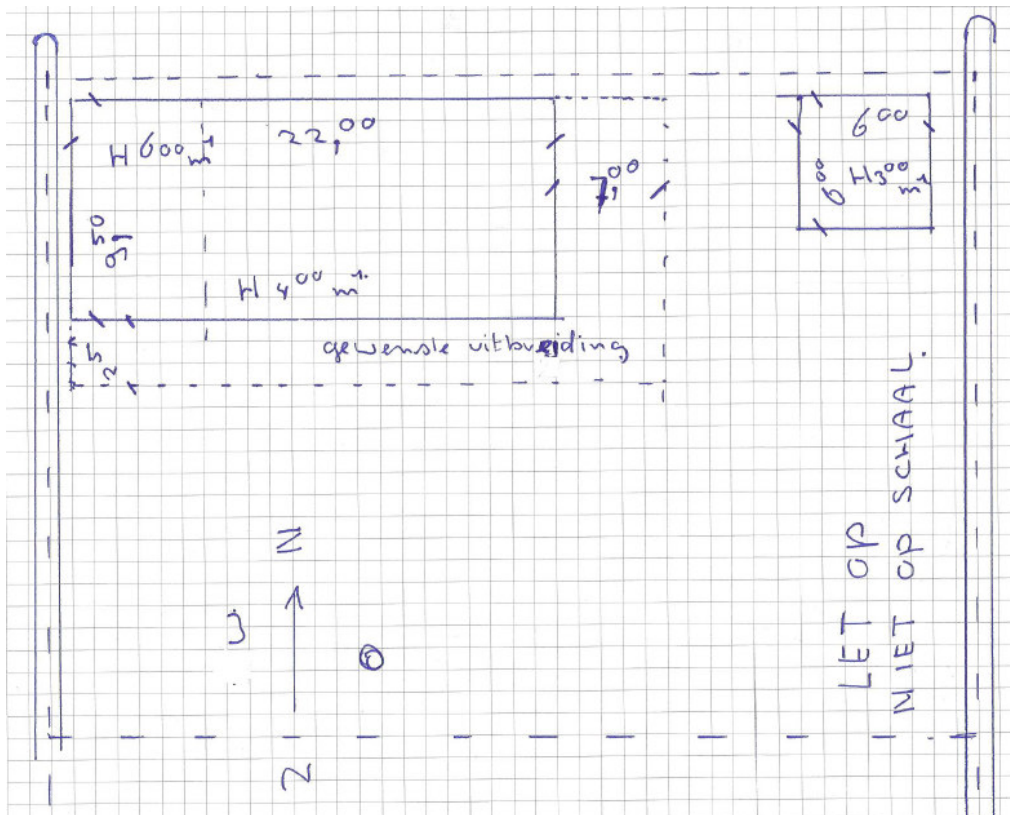 22,00
H 600 m1
9,50
H 400 m1.
7,00
600
600
H300 m1
2,5
gewenste uitbreiding
N
W
O
Z
LET OP
NIET OP SCHAAL.